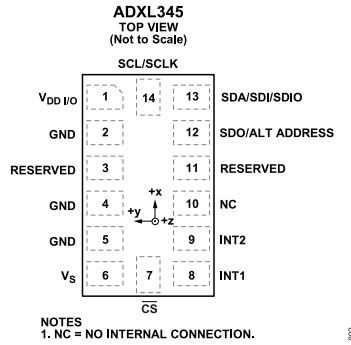 ADXL345
TOP VIEW
(Not to Scale)
SCL/SCLK
VDD I/O 1 14 13 SDA/SDI/SDIO
GND 2 12 SDO/ALT ADDRESS
RESERVED 3 11 RESERVED
GND 4 +x 10 NC
+y +z
GND 5 9 INT2
VS 6 7 8 INT1
CS
NOTES
1. NC = NO INTERNAL CONNECTION.